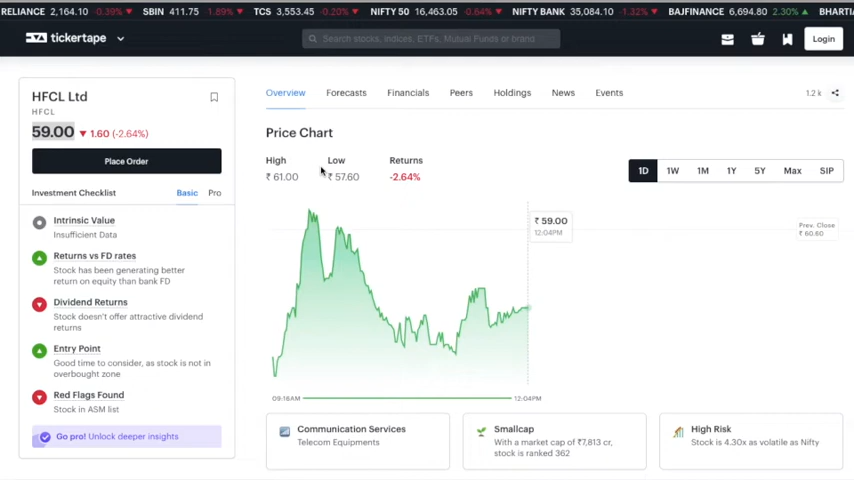 RELIANCE 2,164.10 -0.39% ▼ SBIN 411.75 1.89% ▼ TCS 3,553.45 -0.20% ▼ NIFTY 50 16,463.05 -0.64% ▼ NIFTY BANK 35,084.10 -1.32% ▼ BAJFINANCE 6,694.80 2.30% ▲ BHARTI
tickertape
Search stocks, indices, ETFs, Mutual Funds or brand
Login
HFCL Ltd
HFCL
59.00 ▼ 1.60 (-2.64%)
Place Order
Investment Checklist Basic Pro
Intrinsic Value
Insufficient Data
Returns vs FD rates
Stock has been generating better
return on equity than bank FD
Dividend Returns
Stock doesn't offer attractive dividend
returns
Entry Point
Good time to consider, as stock is not in
overbought zone
Red Flags Found
Stock in ASM list
Go pro! Unlock deeper insights
Overview Forecasts Financials Peers Holdings News Events 1.2 k
Price Chart
High Low Returns
₹ 61.00 ₹ 57.60 -2.64%
1D 1W 1M 1Y 5Y Max SIP
₹ 59.00
12:04PM
Prev. Close
₹ 60.60
09:16AM 12:04PM
Communication Services
Telecom Equipments
Smallcap
With a market cap of ₹7,813 cr,
stock is ranked 362
High Risk
Stock is 4.30x as volatile as Nifty